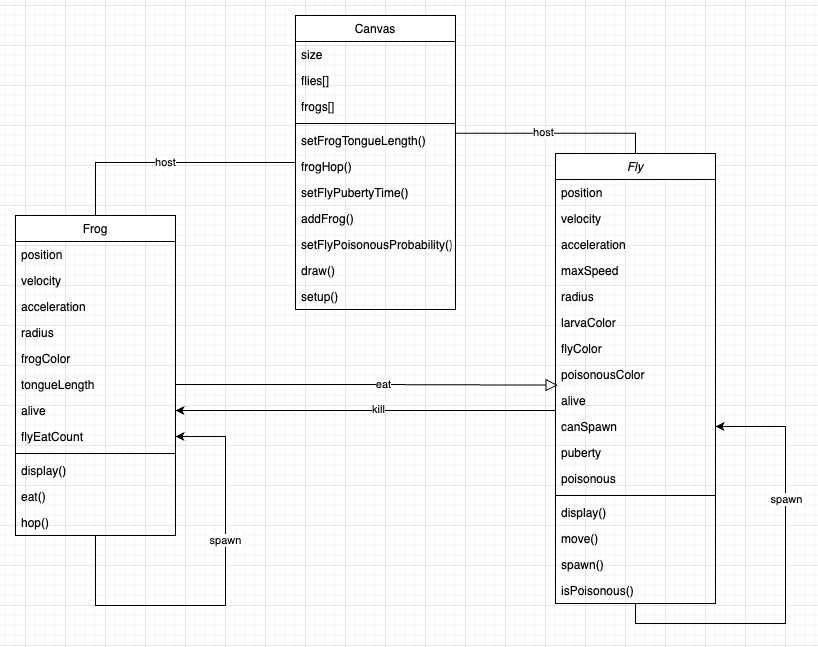 Canvas
size
flies[]
frogs[]
setFrogTongueLength()
frogHop()
setFlyPubertyTime()
addFrog()
setFlyPoisonousProbability()
draw()
setup()
host
host
Frog
position
velocity
acceleration
radius
frogColor
tongueLength
alive
flyEatCount
display()
eat()
hop()
spawn
eat
kill
Fly
position
velocity
acceleration
maxSpeed
radius
larvaColor
flyColor
poisonousColor
alive
canSpawn
puberty
poisonous
display()
move()
spawn()
isPoisonous()
spawn